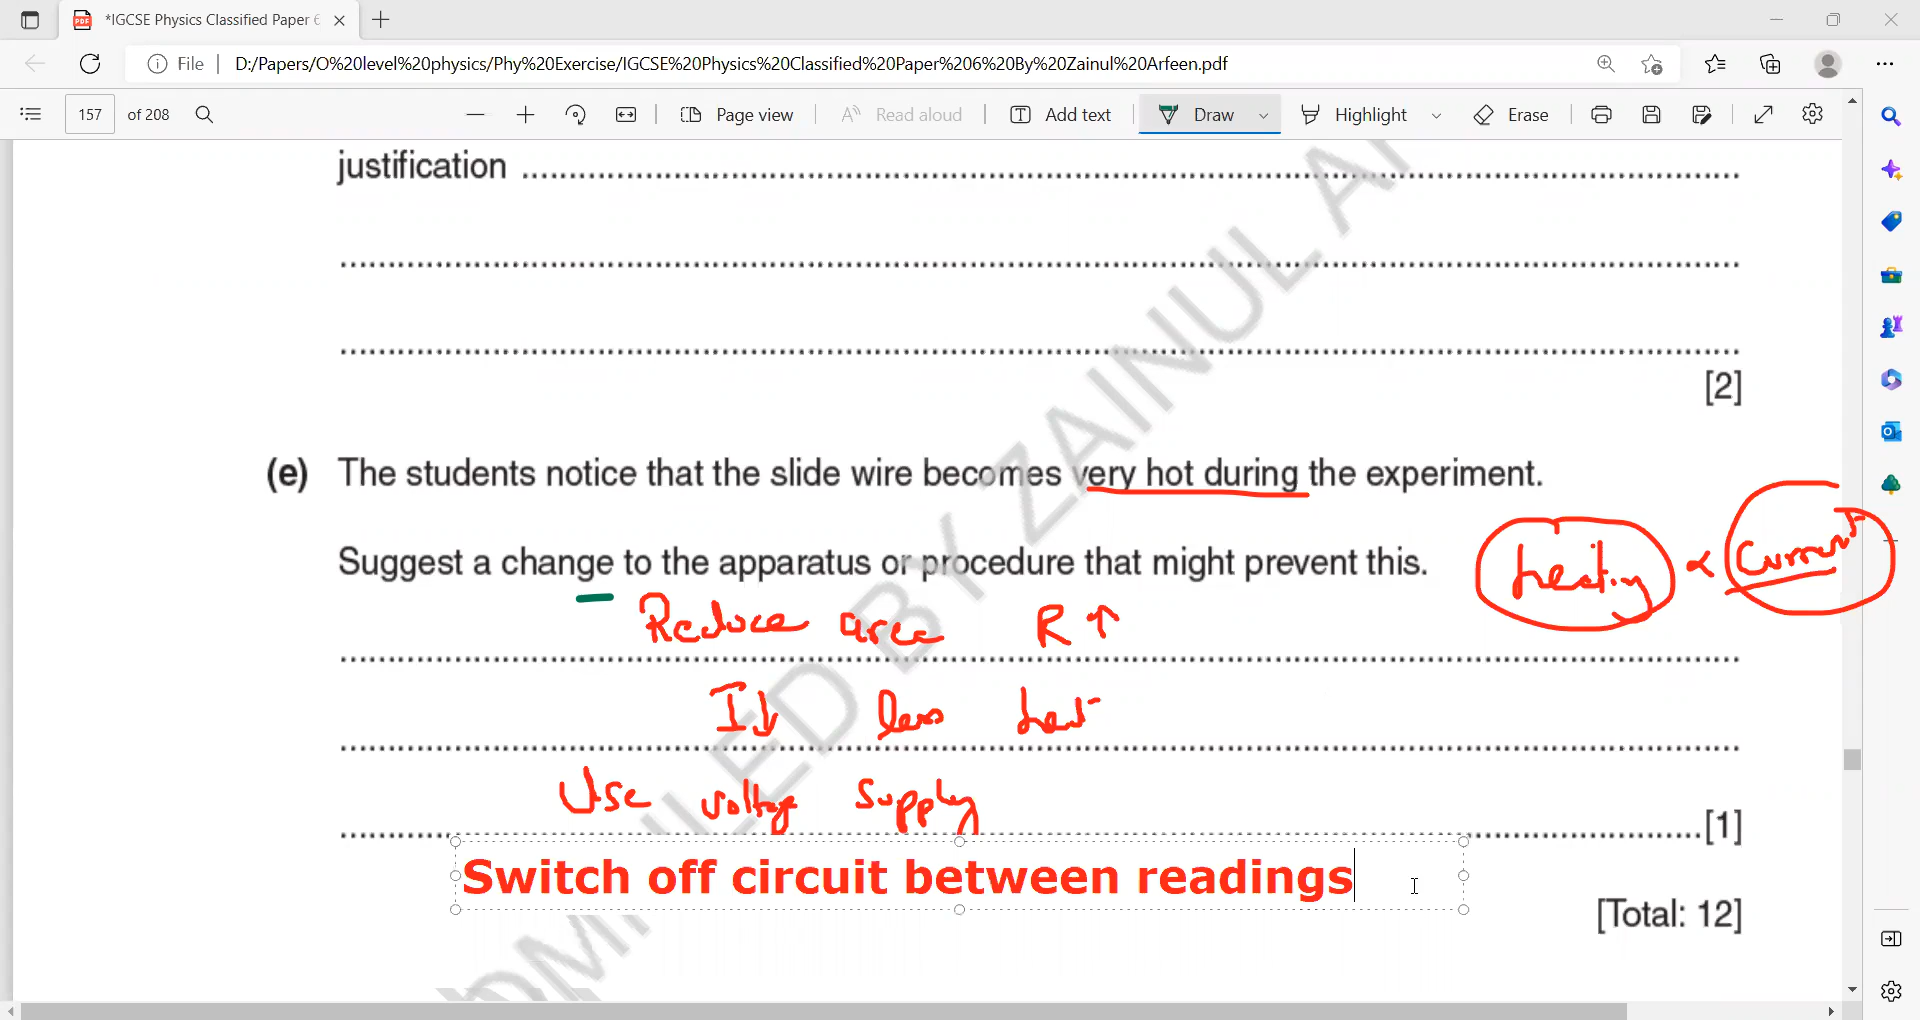 *IGCSE Physics Classified Paper 6
File D:/Papers/O%20level%20physics/Phy%20Exercise/IGCSE%20Physics%20Classified%20Paper%206%20By%20Zainul%20Arfeen.pdf
157 of 208 Page view Read aloud Add text Draw Highlight Erase
justification
[2]
(e) The students notice that the slide wire becomes very hot during the experiment.
Suggest a change to the apparatus or procedure that might prevent this.
heating ∝ Current
Reduce area R↑
I↓ less heat
Use voltage supply
[1]
Switch off circuit between readings
[Total: 12]
BY ZAINUL